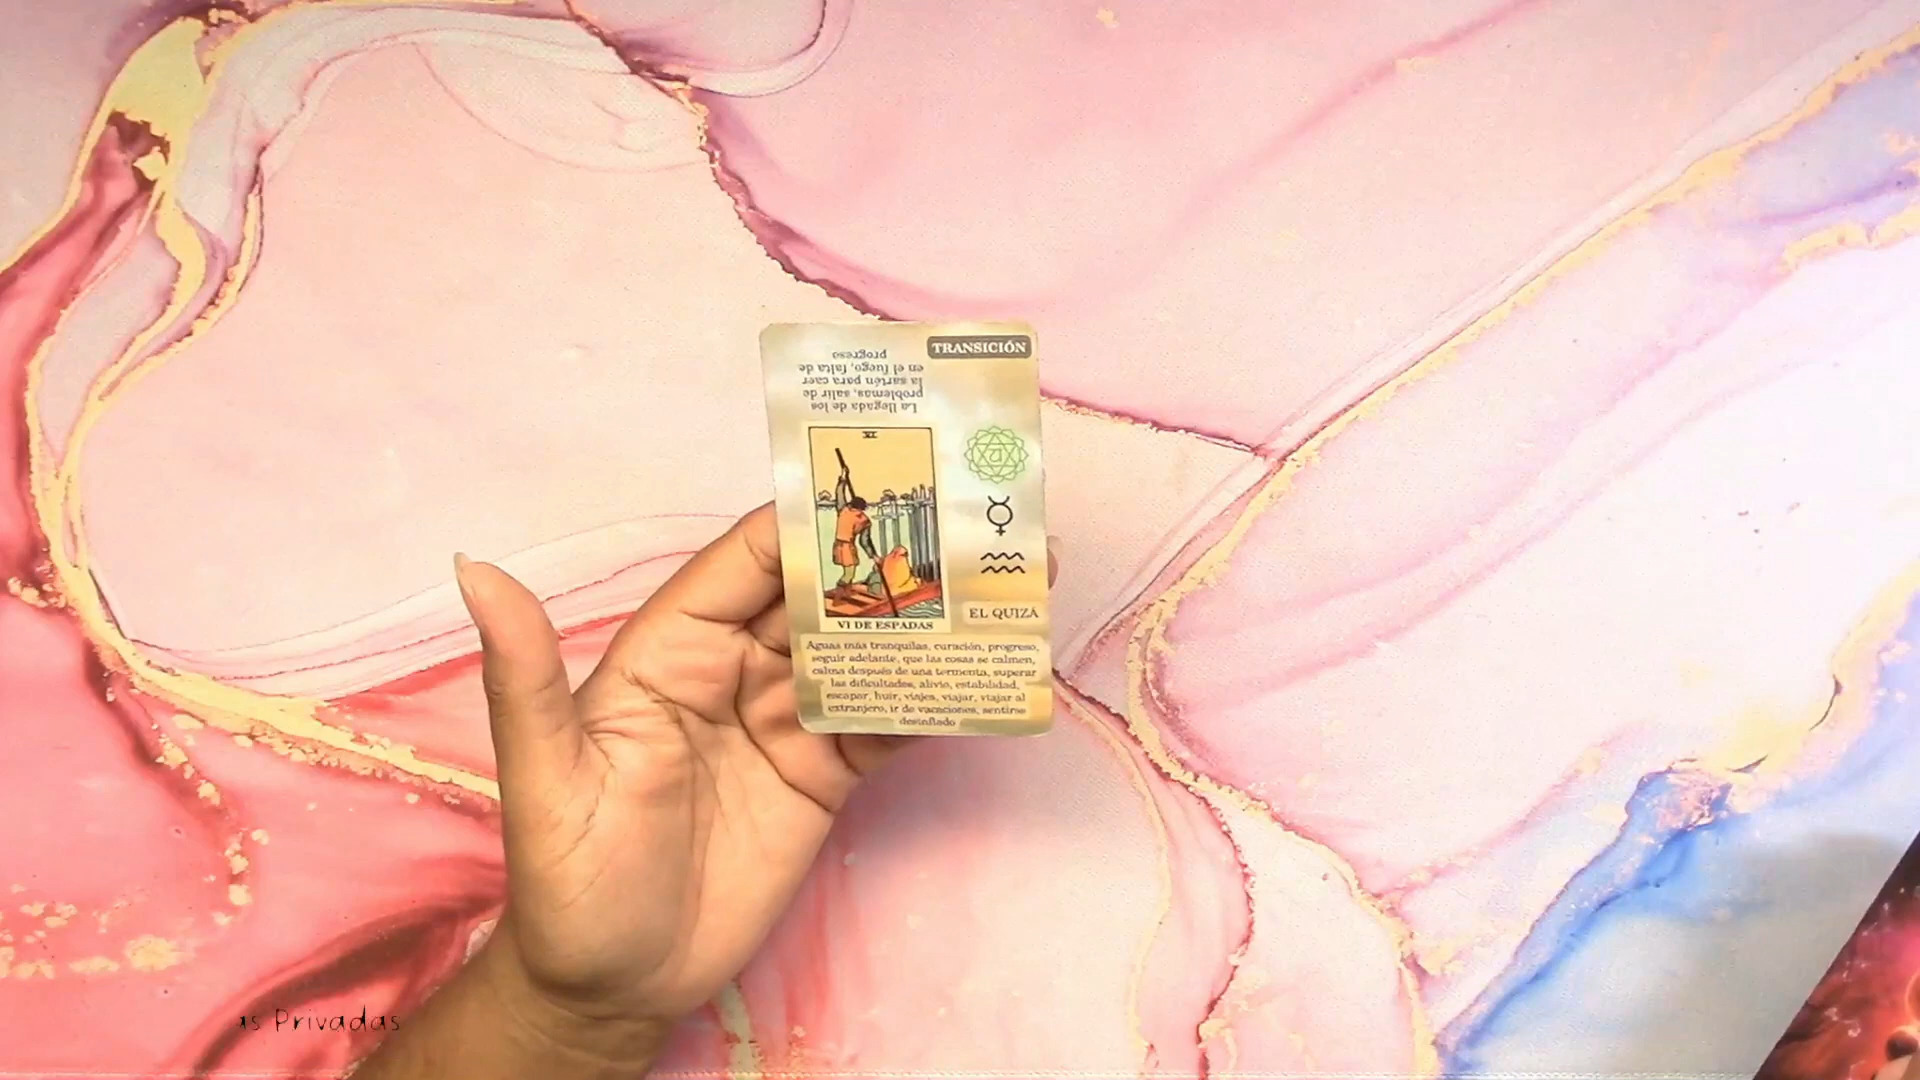 TRANSICIÓN
La llegada de los
problemas, salir de
la sartén para caer
en el fuego, falta de
progreso
VI
VI DE ESPADAS
EL QUIZÁ
Aguas más tranquilas, curación, progreso,
seguir adelante, que las cosas se calmen,
calma después de una tormenta, superar
las dificultades, alivio, estabilidad,
escapar, huir, viajes, viajar, viajar al
extranjero, ir de vacaciones, sentirse
desinflado
as Privadas